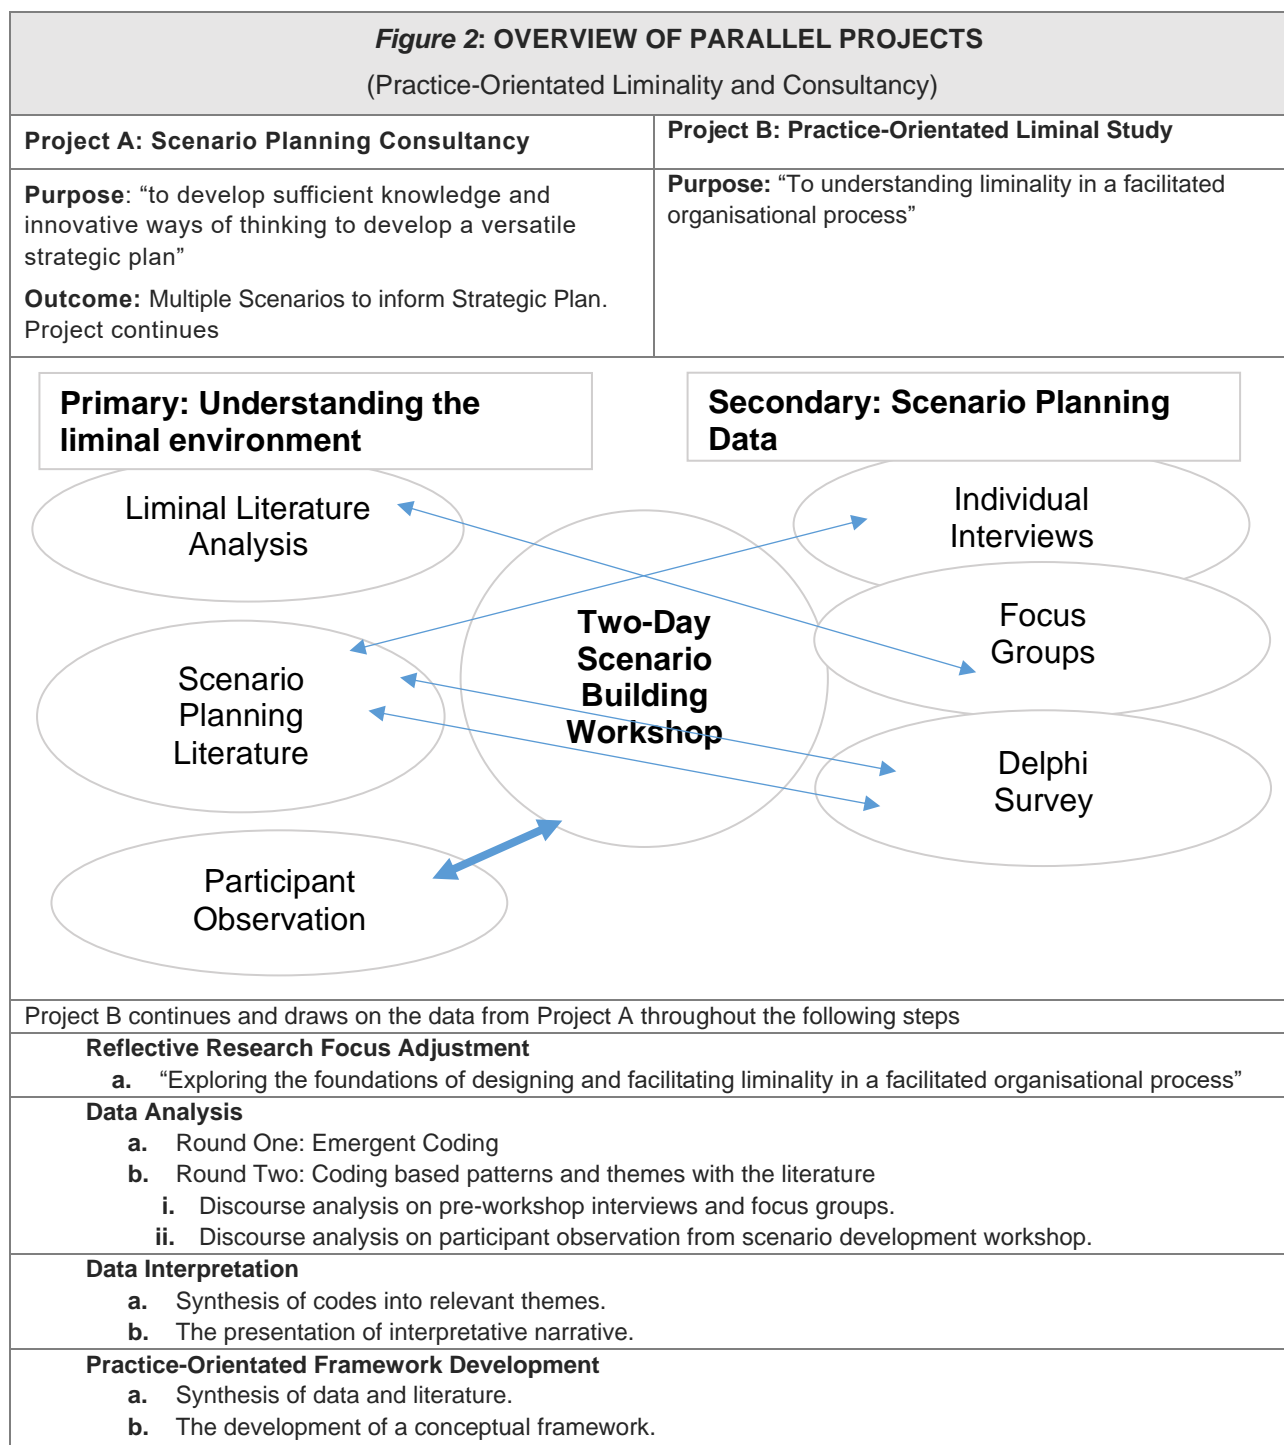 Figure 2: OVERVIEW OF PARALLEL PROJECTS
(Practice-Orientated Liminality and Consultancy)
Project A: Scenario Planning Consultancy
Project B: Practice-Orientated Liminal Study
Purpose: “to develop sufficient knowledge and
innovative ways of thinking to develop a versatile
strategic plan”
Outcome: Multiple Scenarios to inform Strategic Plan.
Project continues
Purpose: “To understanding liminality in a facilitated
organisational process”
Primary: Understanding the
liminal environment
Secondary: Scenario Planning
Data
Liminal Literature
Analysis
Scenario
Planning
Literature
Participant
Observation
Two-Day
Scenario
Building
Workshop
Individual
Interviews
Focus
Groups
Delphi
Survey
Project B continues and draws on the data from Project A throughout the following steps
Reflective Research Focus Adjustment
a. “Exploring the foundations of designing and facilitating liminality in a facilitated organisational process”
Data Analysis
a. Round One: Emergent Coding
b. Round Two: Coding based patterns and themes with the literature
i. Discourse analysis on pre-workshop interviews and focus groups.
ii. Discourse analysis on participant observation from scenario development workshop.
Data Interpretation
a. Synthesis of codes into relevant themes.
b. The presentation of interpretative narrative.
Practice-Orientated Framework Development
a. Synthesis of data and literature.
b. The development of a conceptual framework.